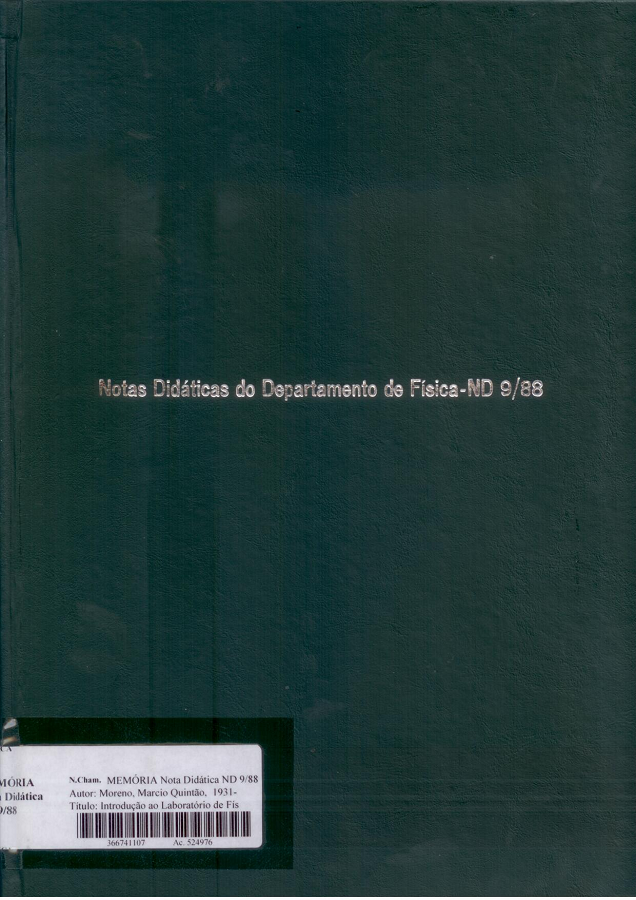 Notas Didáticas do Departamento de Física-ND 9/88
MÓRIA
Didática
9/88
N.Cham. MEMÓRIA Nota Didática ND 9/88
Autor: Moreno, Marcio Quintão, 1931-
Título: Introdução ao Laboratório de Fís
366741107 Ac. 524976